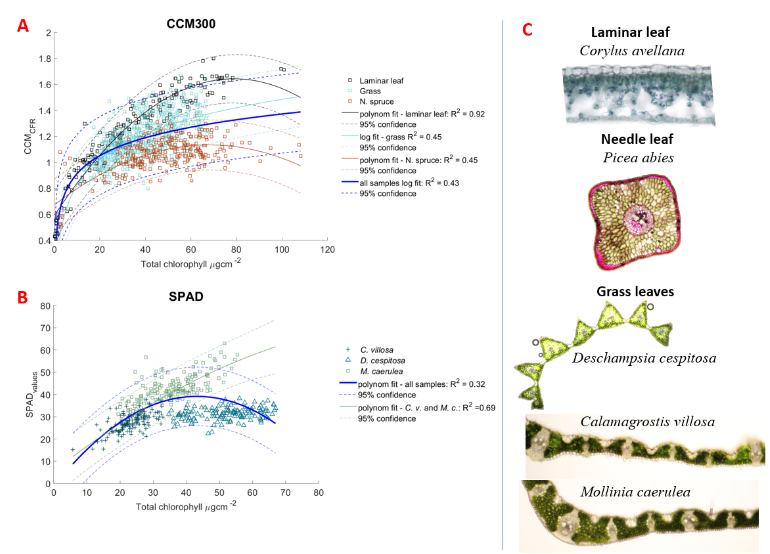 A
CCM300
2
1.8
1.6
1.4
1.2
1
0.8
0.6
0.4
CCM_CFR
0
20
40
60
80
100
120
Total chlorophyll μgcm⁻²
Laminar leaf
Grass
N. spruce
polynom fit - laminar leaf: R² = 0.92
95% confidence
log fit - grass R² 0.45
95% confidence
polynom fit - N. spruce: R² = 0.45
95% confidence
all samples log fit: R² = 0.43
95% confidence
B
SPAD
80
70
60
50
40
30
20
10
0
SPAD_values
0
10
20
30
40
50
60
70
80
Total chlorophyll μgcm⁻²
C. villosa
D. cespitosa
M. caerulea
polynom fit - all samples: R² = 0.32
95% confidence
polynom fit - C. v. and M. c.: R² =0.69
95% confidence
C
Laminar leaf
Corylus avellana
Needle leaf
Picea abies
Grass leaves
Deschampsia cespitosa
Calamagrostis villosa
Mollinia caerulea